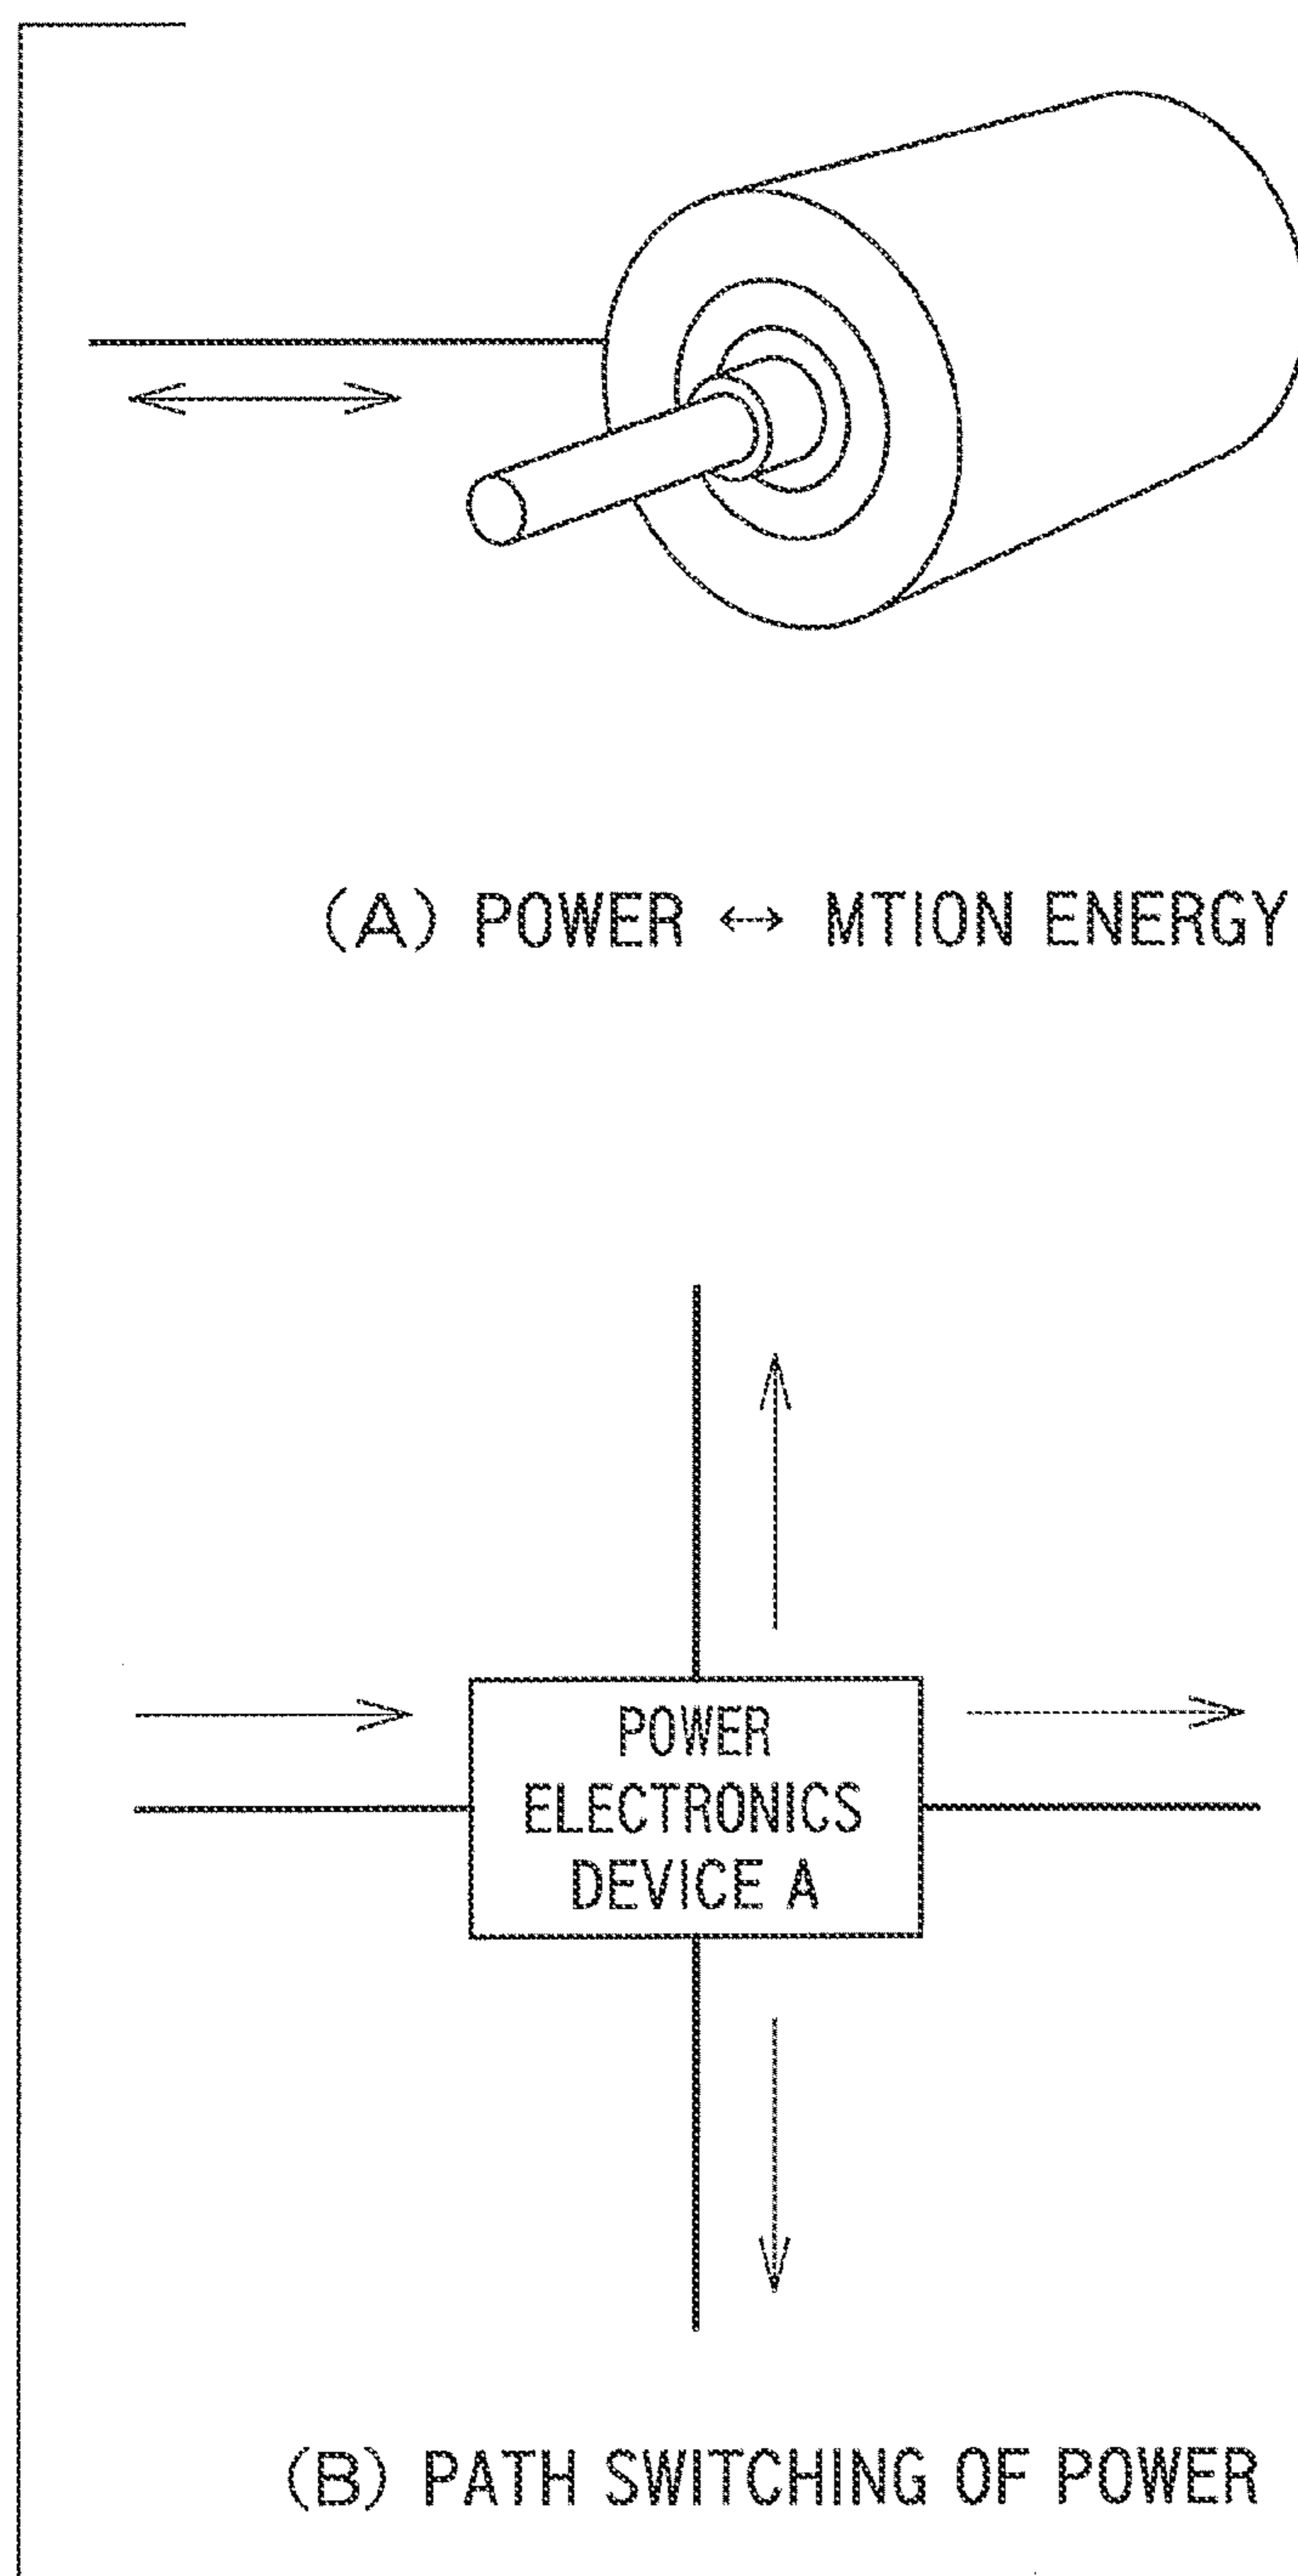 (A) POWER ↔ MTION ENERGY
POWER
ELECTRONICS
DEVICE A
(B) PATH SWITCHING OF POWER